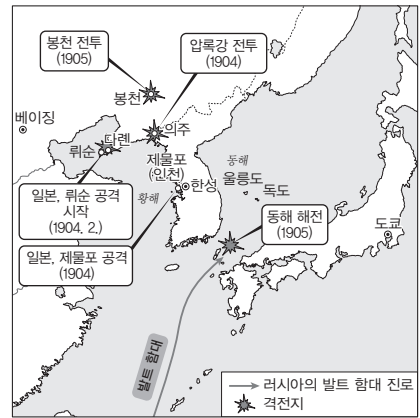 봉천 전투
(1905)
압록강 전투
(1904)
봉천
베이징
의주
다롄
뤼순
제물포
(인천)
한성
동해
울릉도
독도
황해
일본, 뤼순 공격
시작
(1904. 2.)
동해 해전
(1905)
도쿄
일본, 제물포 공격
(1904)
발트 함대
러시아의 발트 함대 진로
격전지